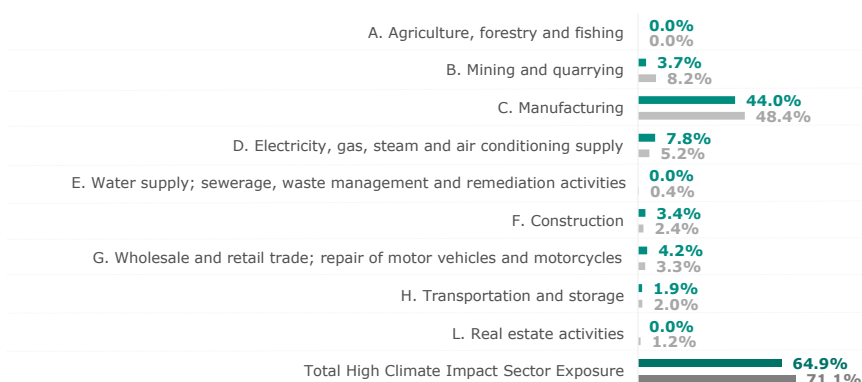 A. Agriculture, forestry and fishing
0.0%
0.0%
B. Mining and quarrying
3.7%
8.2%
C. Manufacturing
44.0%
48.4%
D. Electricity, gas, steam and air conditioning supply
7.8%
5.2%
E. Water supply; sewerage, waste management and remediation activities
0.0%
0.4%
F. Construction
3.4%
2.4%
G. Wholesale and retail trade; repair of motor vehicles and motorcycles
4.2%
3.3%
H. Transportation and storage
1.9%
2.0%
L. Real estate activities
0.0%
1.2%
Total High Climate Impact Sector Exposure
64.9%
71.1%